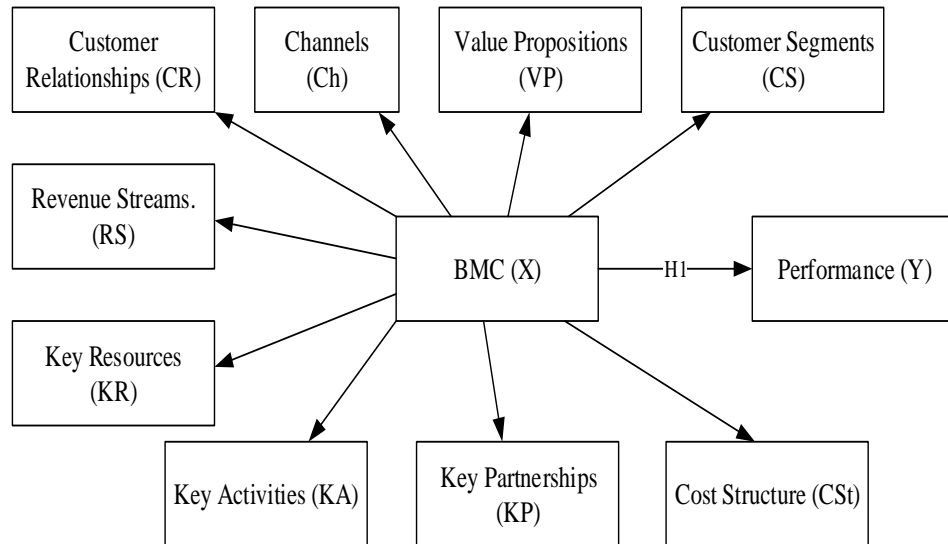 Customer
Relationships (CR)
Channels
(Ch)
Value Propositions
(VP)
Customer Segments
(CS)
Revenue Streams.
(RS)
BMC (X)
H1
Performance (Y)
Key Resources
(KR)
Key Activities (KA)
Key Partnerships
(KP)
Cost Structure (CSt)